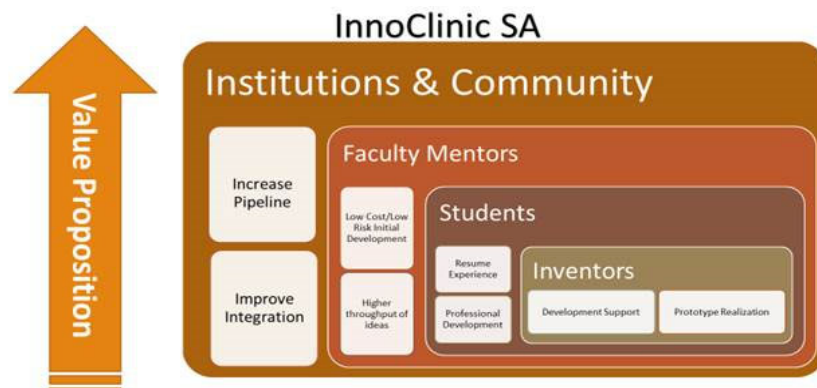 InnoClinic SA
Value Proposition
Institutions & Community
Increase
Pipeline
Improve
Integration
Faculty Mentors
Low Cost/Low
Risk Initial
Development
Higher
throughput of
ideas
Students
Resume
Experience
Professional
Development
Inventors
Development Support
Prototype Realization